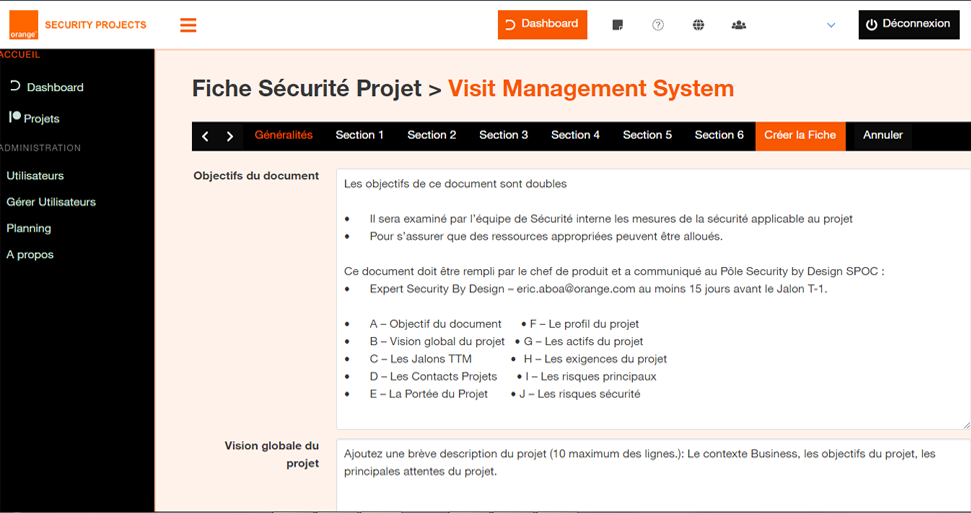 orange
SECURITY PROJECTS
Dashboard
Déconnexion
ACCUEIL
Dashboard
Projets
ADMINISTRATION
Utilisateurs
Gérer Utilisateurs
Planning
A propos
Fiche Sécurité Projet > Visit Management System
Généralités Section 1 Section 2 Section 3 Section 4 Section 5 Section 6 Créer la Fiche Annuler
Objectifs du document
Les objectifs de ce document sont doubles
• Il sera examiné par l'équipe de Sécurité interne les mesures de la sécurité applicable au projet
• Pour s'assurer que des ressources appropriées peuvent être alloués.
Ce document doit être rempli par le chef de produit et a communiqué au Pôle Security by Design SPOC :
• Expert Security By Design – eric.aboa@orange.com au moins 15 jours avant le Jalon T-1.
• A – Objectif du document • F – Le profil du projet
• B – Vision global du projet • G – Les actifs du projet
• C – Les Jalons TTM • H – Les exigences du projet
• D – Les Contacts Projets • I – Les risques principaux
• E – La Portée du Projet • J – Les risques sécurité
Vision globale du
projet
Ajoutez une brève description du projet (10 maximum des lignes.): Le contexte Business, les objectifs du projet, les
principales attentes du projet.